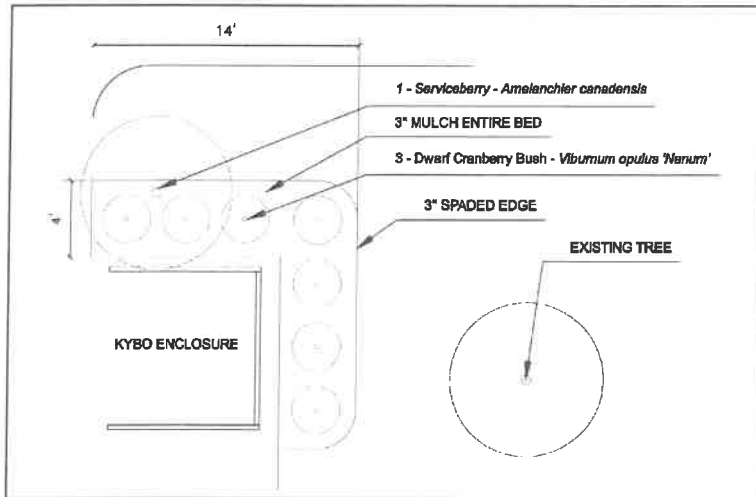 14'
1 - Serviceberry - Amelanchier canadensis
3" MULCH ENTIRE BED
3 - Dwarf Cranberry Bush - Viburnum opulus 'Nanum'
4'
3" SPADED EDGE
EXISTING TREE
KYBO ENCLOSURE